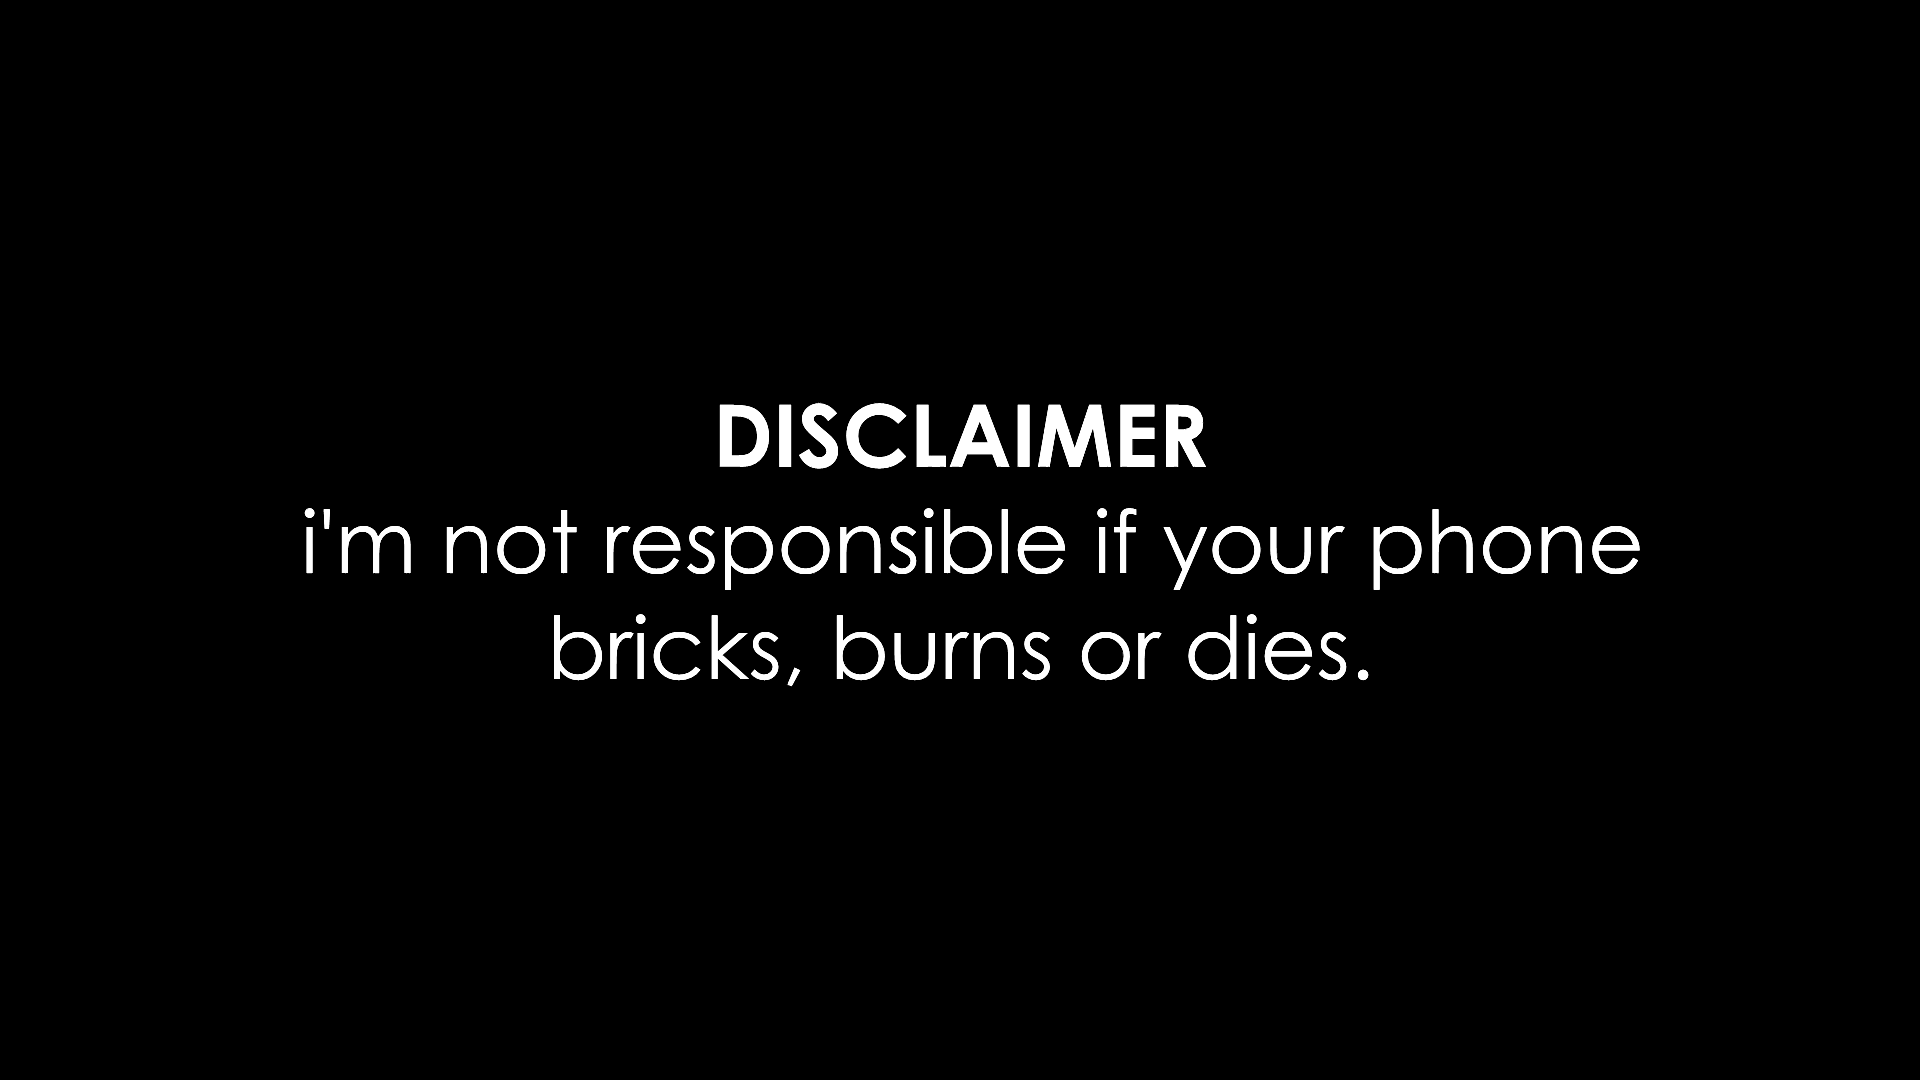 DISCLAIMER
i'm not responsible if your phone
bricks, burns or dies.